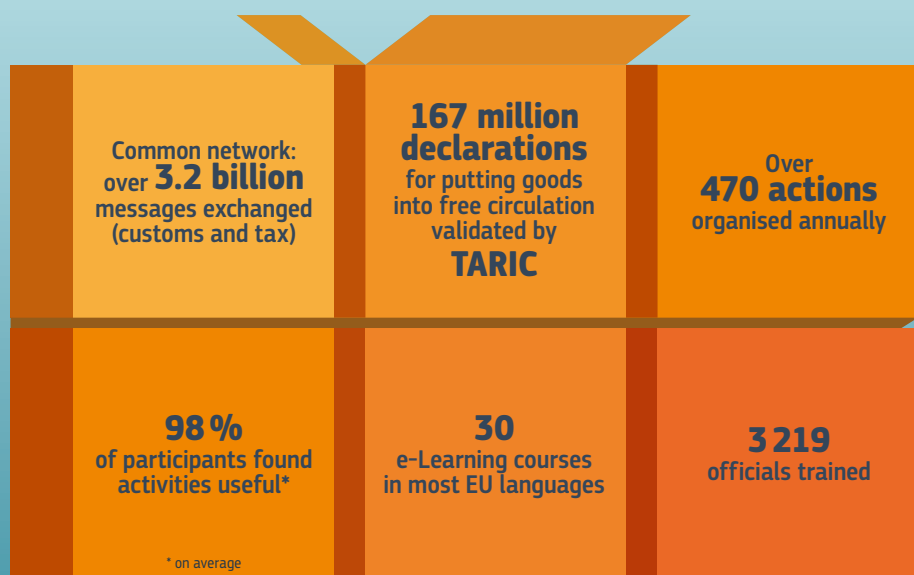 Common network:
over 3.2 billion
messages exchanged
(customs and tax)
167 million
declarations
for putting goods
into free circulation
validated by
TARIC
Over
470 actions
organised annually
98 %
of participants found
activities useful*
* on average
30
e-Learning courses
in most EU languages
3 219
officials trained